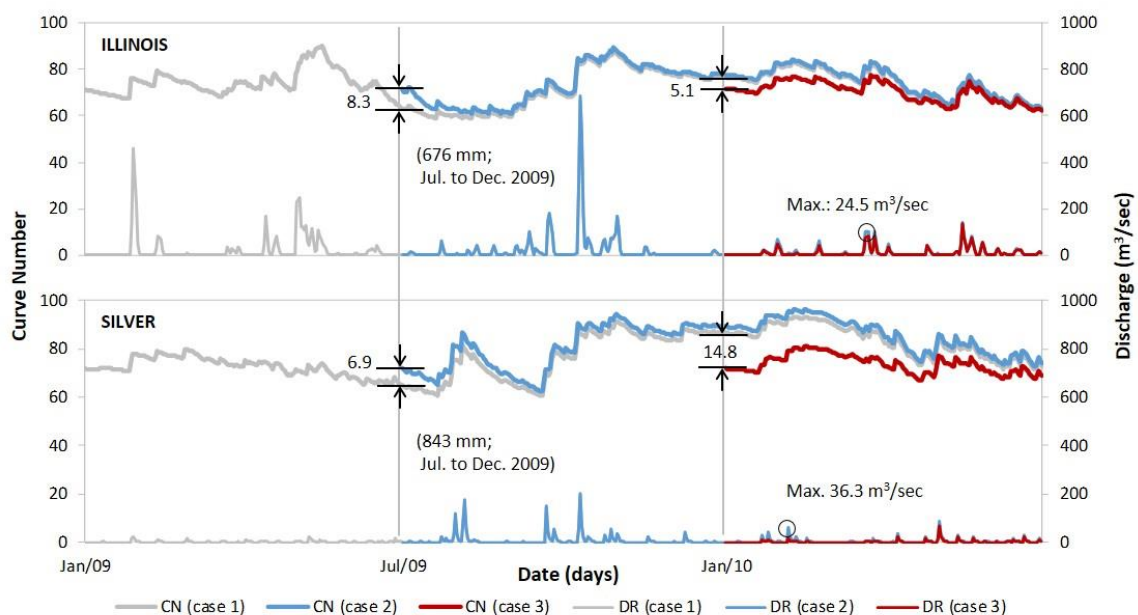 100
80
60
40
20
0
ILLINOIS
8.3
5.1
(676 mm;
Jul. to Dec. 2009)
Max.: 24.5 m³/sec
1000
800
600
400
200
0
Curve Number
Discharge (m³/sec)
100
80
60
40
20
0
SILVER
6.9
14.8
(843 mm;
Jul. to Dec. 2009)
Max. 36.3 m³/sec
1000
800
600
400
200
0
Jan/09
Jul/09
Date (days)
Jan/10
CN (case 1)
CN (case 2)
CN (case 3)
DR (case 1)
DR (case 2)
DR (case 3)